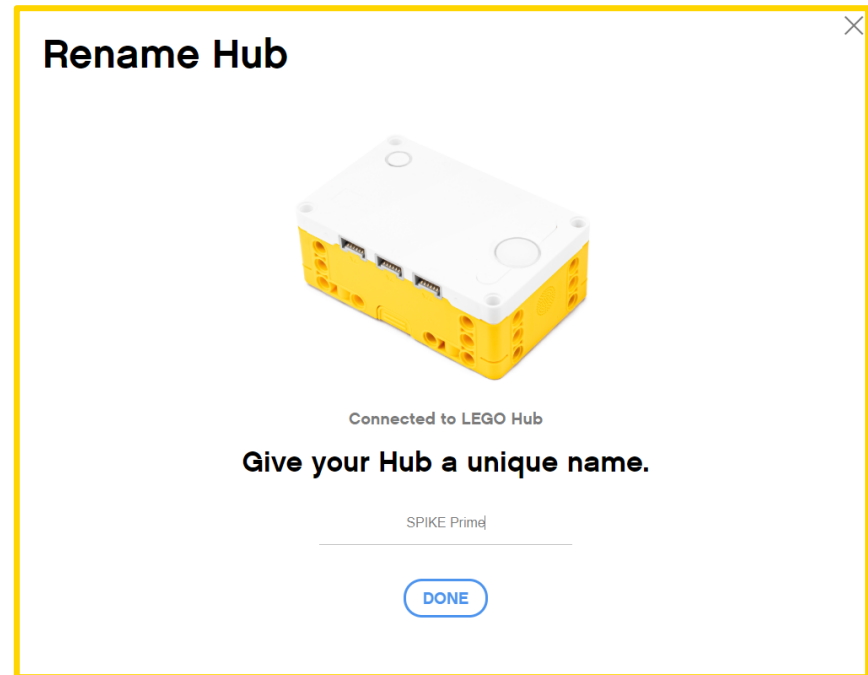 Rename Hub
Connected to LEGO Hub
Give your Hub a unique name.
SPIKE Prime
DONE